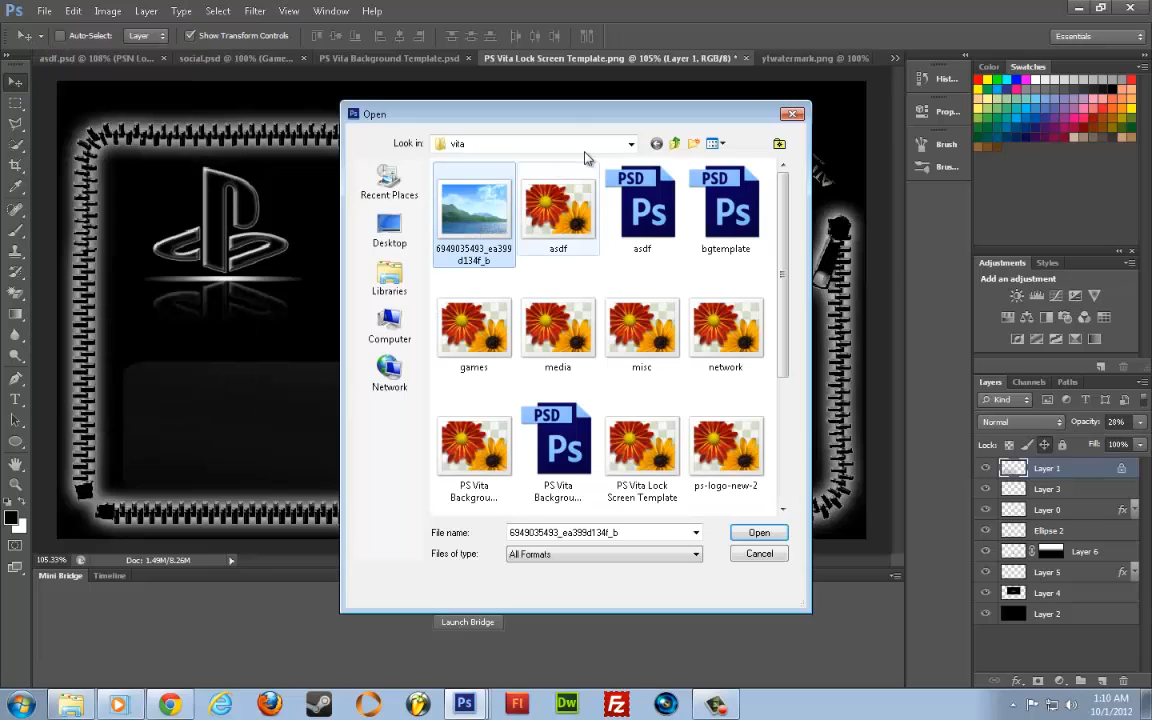 Ps File Edit Image Layer Type Select Filter View Window Help
Auto-Select: Layer Show Transform Controls Essentials
asdf.psd @ 100% (PSN Lo... × social.psd @ 100% (Game... × PS Vita Background Template.psd × PS Vita Lock Screen Template.png @ 105% (Layer 1, RGB/8) * × ytwatermark.png @ 100%
Color Swatches
Hist...
Prop...
Brush
Brus...
Open
Look in: vita
Recent Places
Desktop
Libraries
Computer
Network
6949035493_ea399d134f_b
asdf
PSD Ps asdf
PSD Ps bgtemplate
games media misc network
PS Vita Backgrou...
PSD Ps PS Vita Backgrou...
PS Vita Lock Screen Template
ps-logo-new-2
File name: 6949035493_ea399d134f_b Open
Files of type: All Formats Cancel
Adjustments Styles
Add an adjustment
Layers Channels Paths
Kind
Normal Opacity: 28%
Lock: Fill: 100%
Layer 1
Layer 3
Layer 0 fx
Ellipse 2
Layer 6
Layer 5 fx
Layer 4
Layer 2
105.33% Doc: 1.49M/8.26M
Mini Bridge Timeline
Launch Bridge
Ps Fl Dw Fz
1:10 AM
10/1/2012